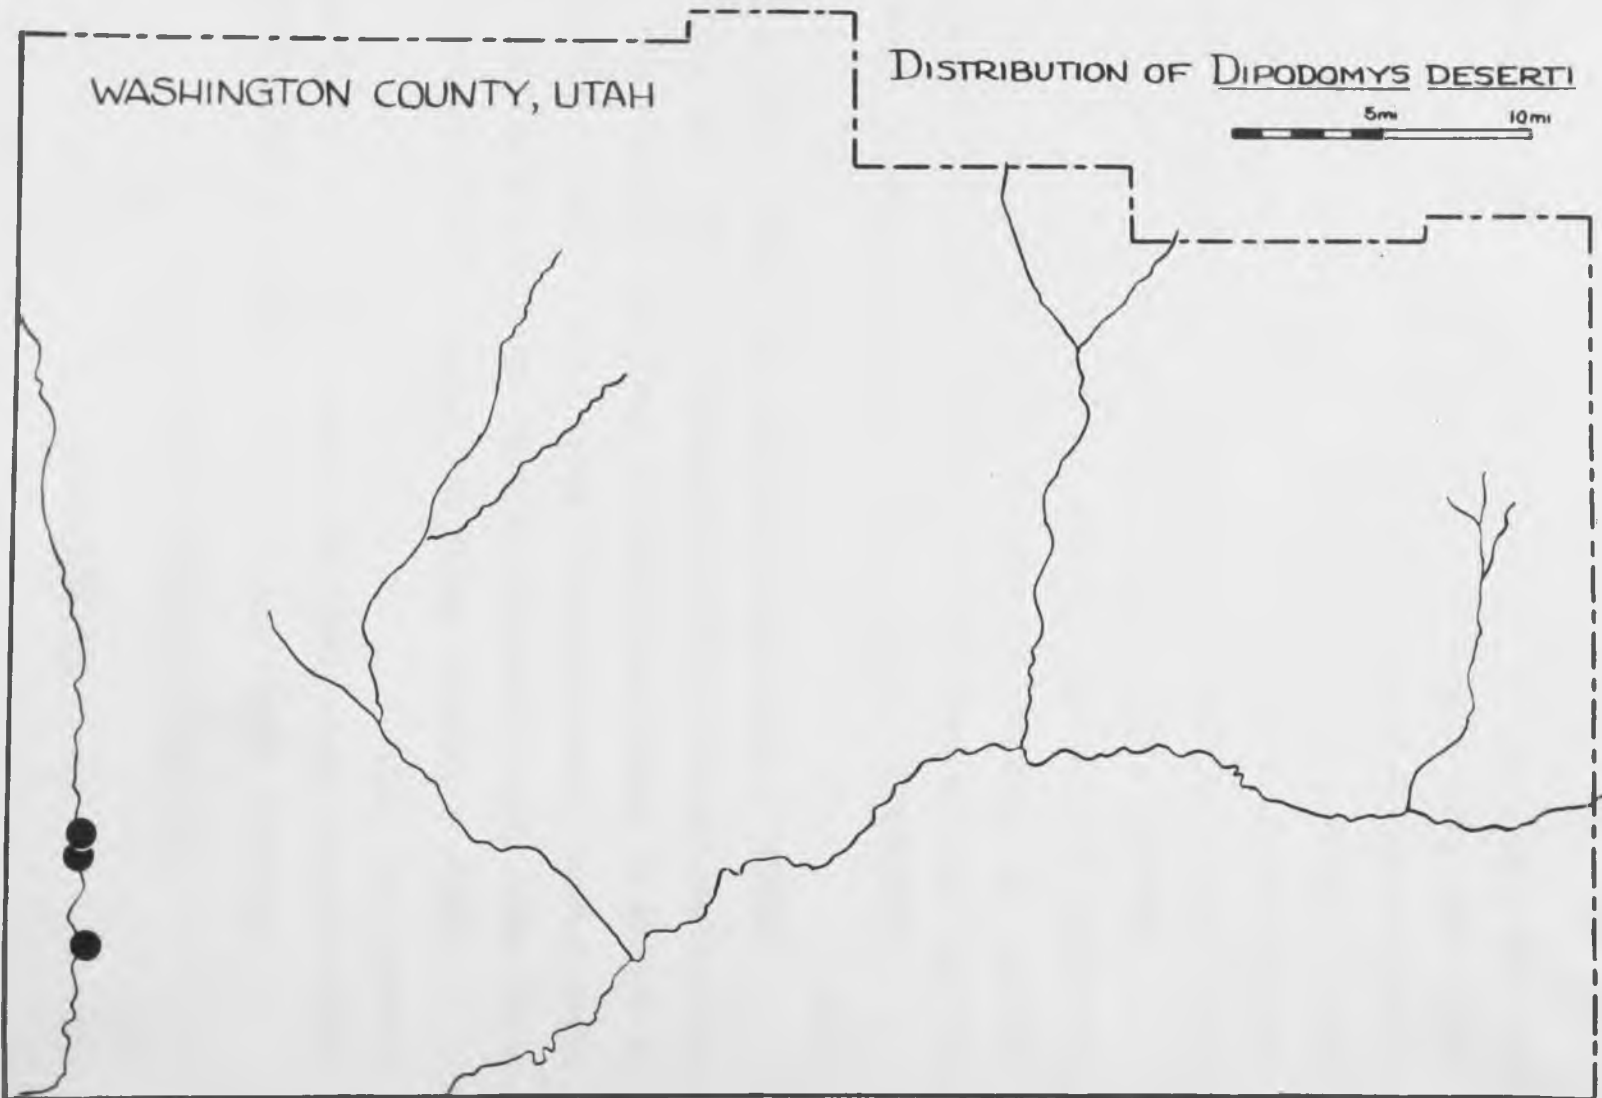 WASHINGTON COUNTY, UTAH
DISTRIBUTION OF DIPODOMYS DESERTI
5mi 10mi